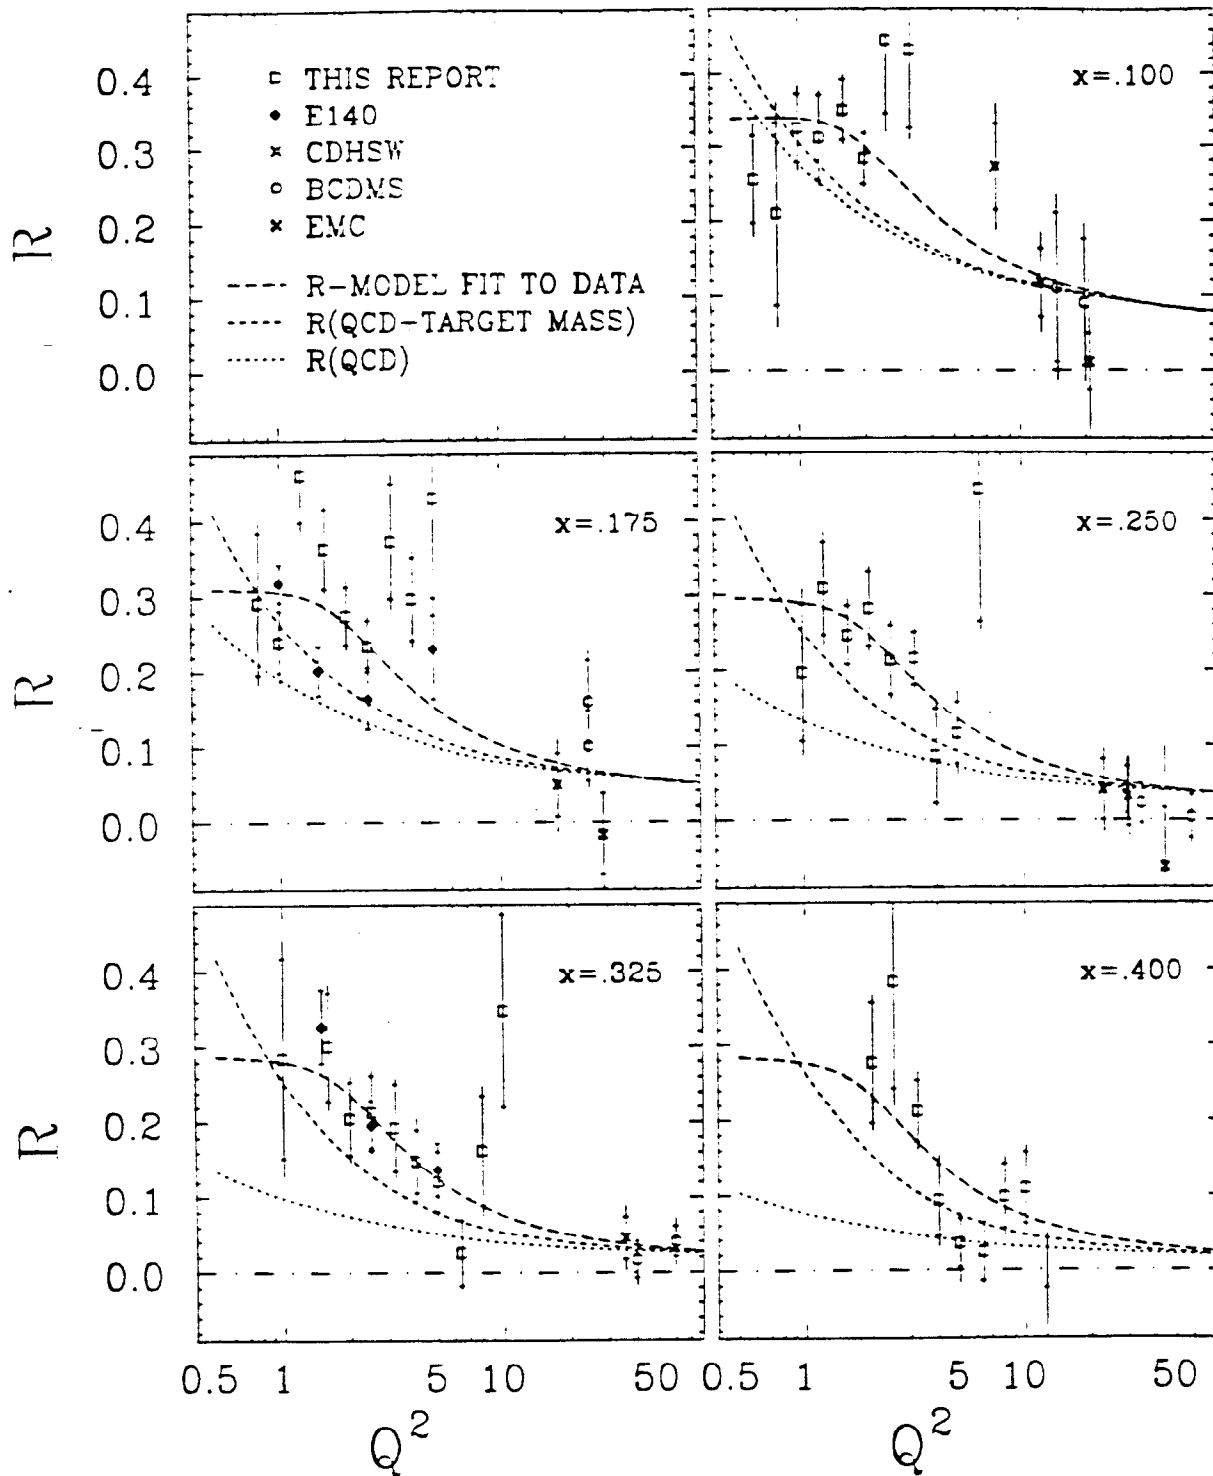 R
0.4
0.3
0.2
0.1
0.0
THIS REPORT
E140
CDHSW
BCDMS
EMC
R-MODEL FIT TO DATA
R(QCD-TARGET MASS)
R(QCD)
x=.100
R
0.4
0.3
0.2
0.1
0.0
x=.175
x=.250
R
0.4
0.3
0.2
0.1
0.0
x=.325
x=.400
0.5 1 5 10 50
0.5 1 5 10 50
Q²
Q²